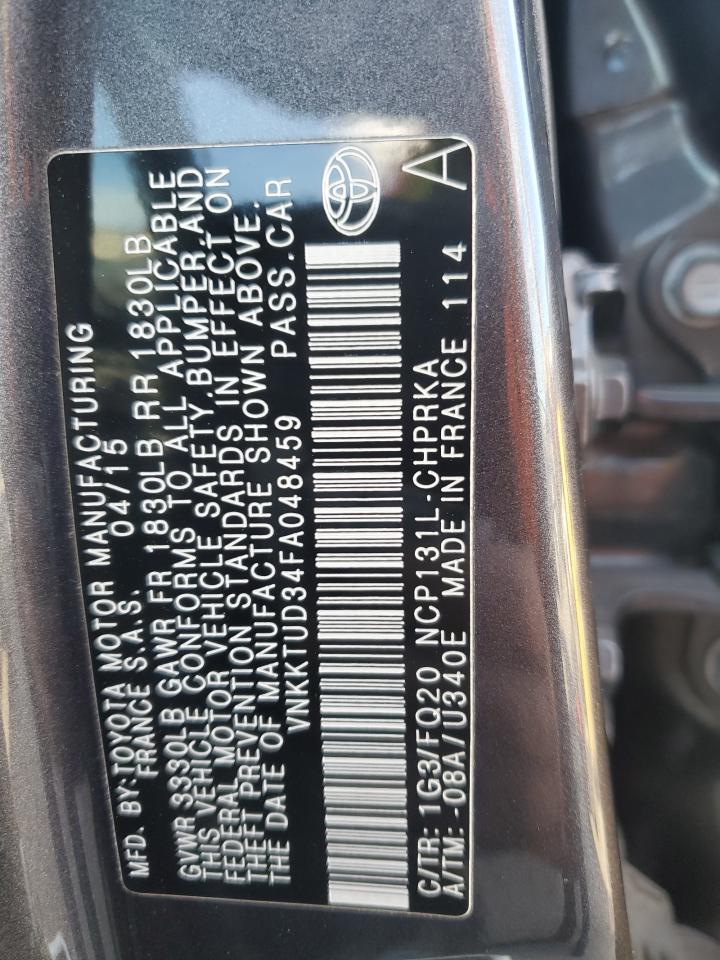 MFD. BY:TOYOTA MOTOR MANUFACTURING
FRANCE S.A.S. 04/15
GVWR 3330LB GAWR FR 1830LB RR 1830LB
THIS VEHICLE CONFORMS TO ALL APPLICABLE
FEDERAL MOTOR VEHICLE SAFETY, BUMPER, AND
THEFT PREVENTION STANDARDS IN EFFECT ON
THE DATE OF MANUFACTURE SHOWN ABOVE.
VNKKTUD34FA048459 PASS.CAR
C/TR: 1G3/FQ20 NCP131L-CHPRKA
A/TM:-08A/U340E MADE IN FRANCE 114
A